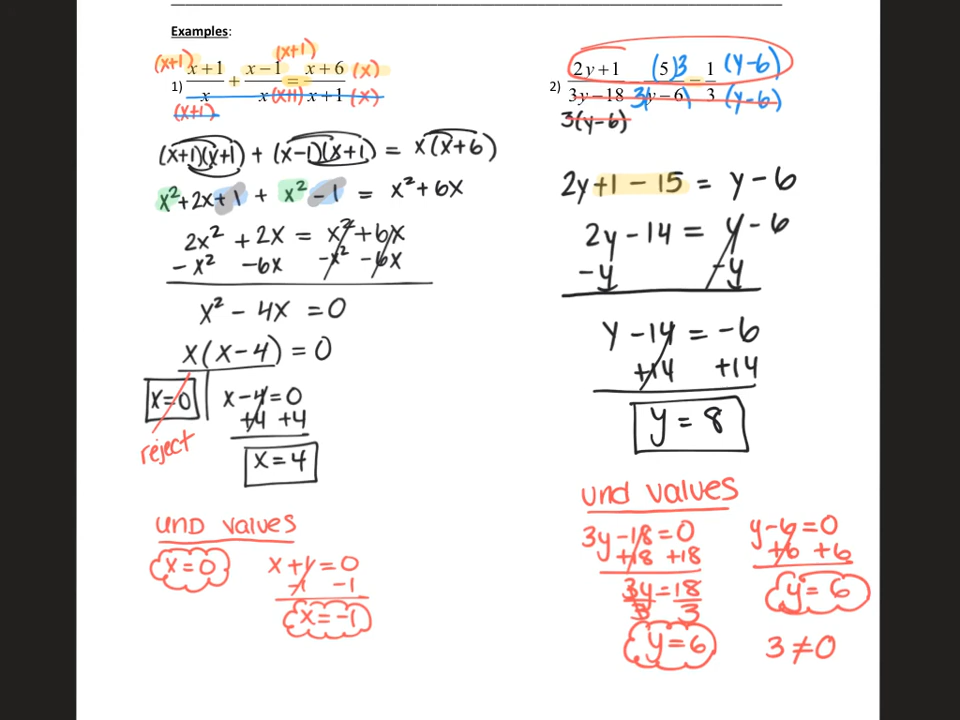 Examples:
1) (x+1) x + 1 / x + (x+1) x − 1 / x (x+1) = x + 6 / x + 1 (x) (x)
(x+1)
(x+1)(x+1) + (x-1)(x+1) = x(x+6)
x² + 2x + 1 + x² - 1 = x² + 6x
2x² + 2x = x² + 6x
- x² -6x -x² -6x
x² - 4x = 0
x(x-4) = 0
x=0
x-4=0
+4 +4
reject
x=4
UND values
x=0
x+1=0
-1 -1
x=-1
2) 2y + 1 / 3y − 18 − (5)3 / 3(y − 6) = 1 / 3 (y-6) (y-6)
3(y-6)
2y+1 - 15 = y-6
2y-14 = y-6
-y -y
y-14 = -6
+14 +14
y = 8
und values
3y-18=0
+18 +18
3y = 18
3 3
y=6
y-6=0
+6 +6
y=6
3 ≠ 0